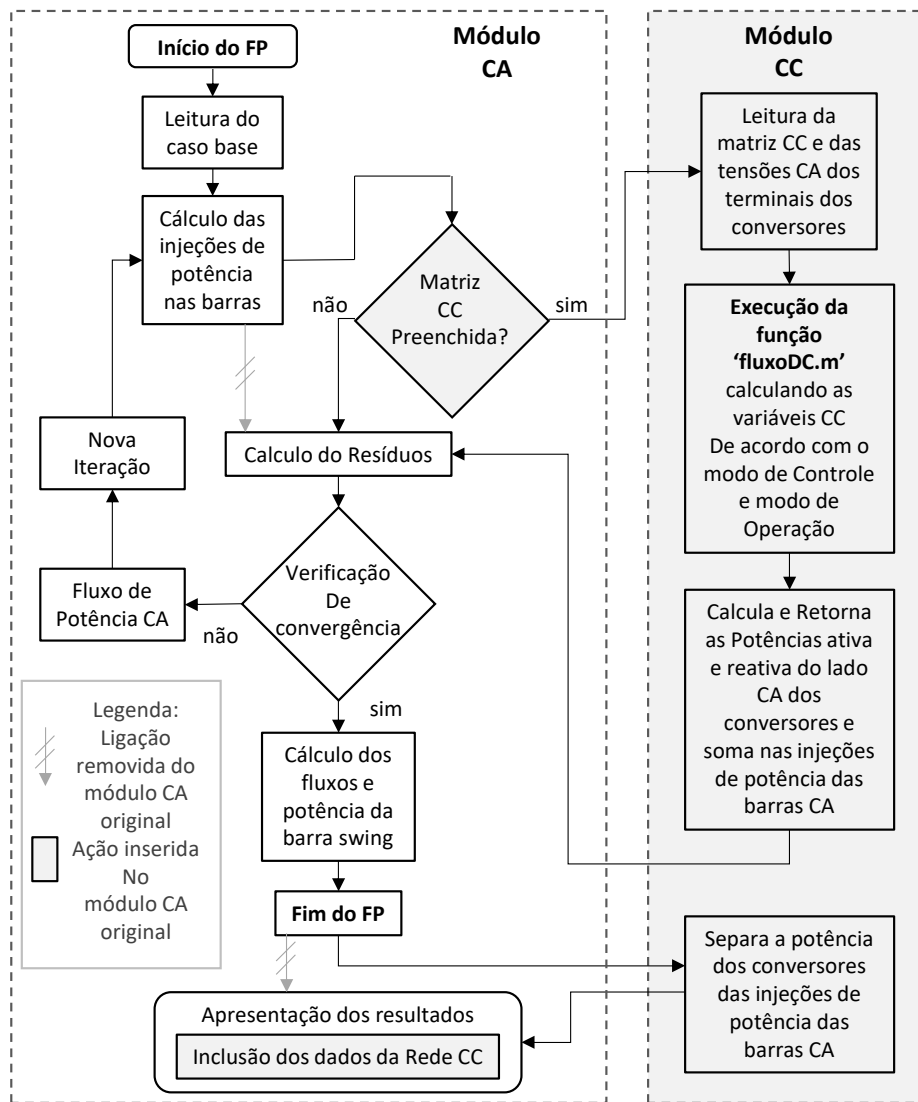 Início do FP
Módulo
CA
Leitura do
caso base
Cálculo das
injeções de
potência
nas barras
Matriz
CC
Preenchida?
não
sim
Calculo do Resíduos
Nova
Iteração
Verificação
De
convergência
Fluxo de
Potência CA
não
sim
Cálculo dos
fluxos e
potência da
barra swing
Fim do FP
Apresentação dos resultados
Inclusão dos dados da Rede CC
Legenda:
Ligação
removida do
módulo CA
original
Ação inserida
No
módulo CA
original
Módulo
CC
Leitura da
matriz CC e das
tensões CA dos
terminais dos
conversores
Execução da
função
‘fluxoDC.m’
calculando as
variáveis CC
De acordo com o
modo de Controle
e modo de
Operação
Calcula e Retorna
as Potências ativa
e reativa do lado
CA dos
conversores e
soma nas injeções
de potência das
barras CA
Separa a potência
dos conversores
das injeções de
potência das
barras CA